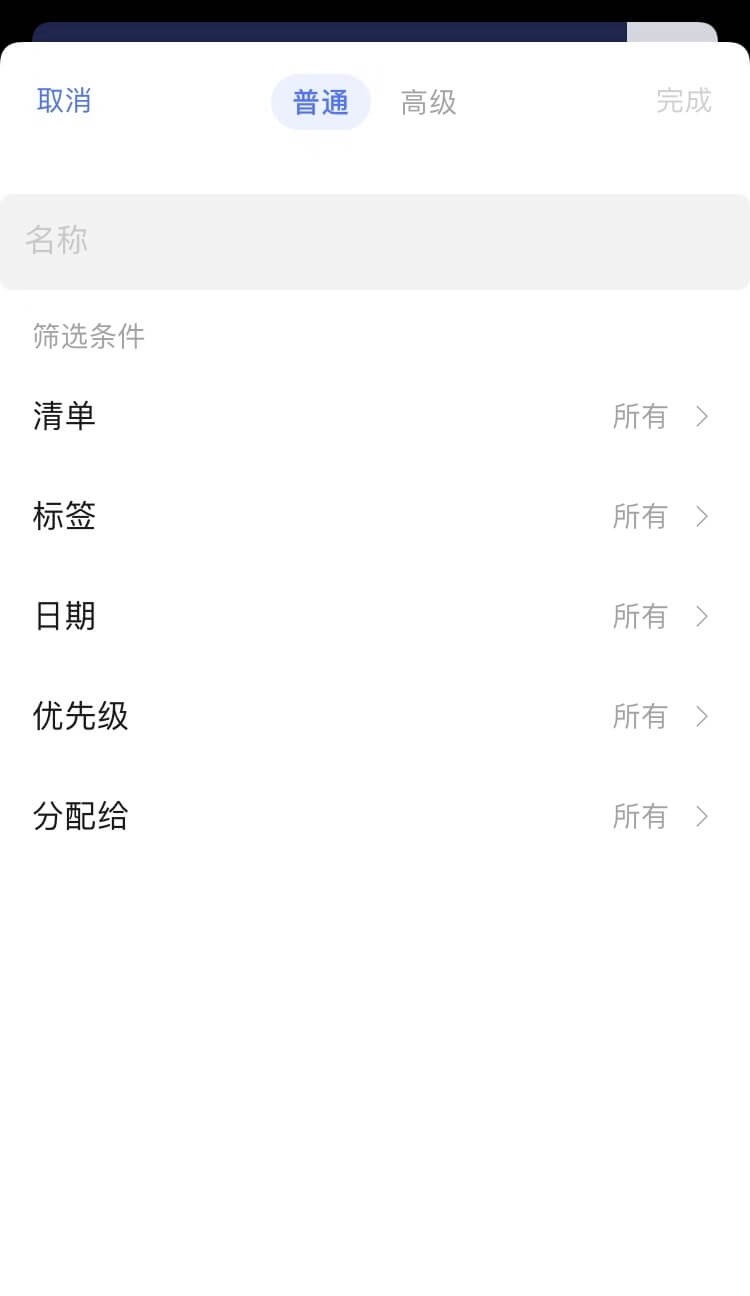 取消 普通 高级 完成
名称
筛选条件
清单 所有
标签 所有
日期 所有
优先级 所有
分配给 所有